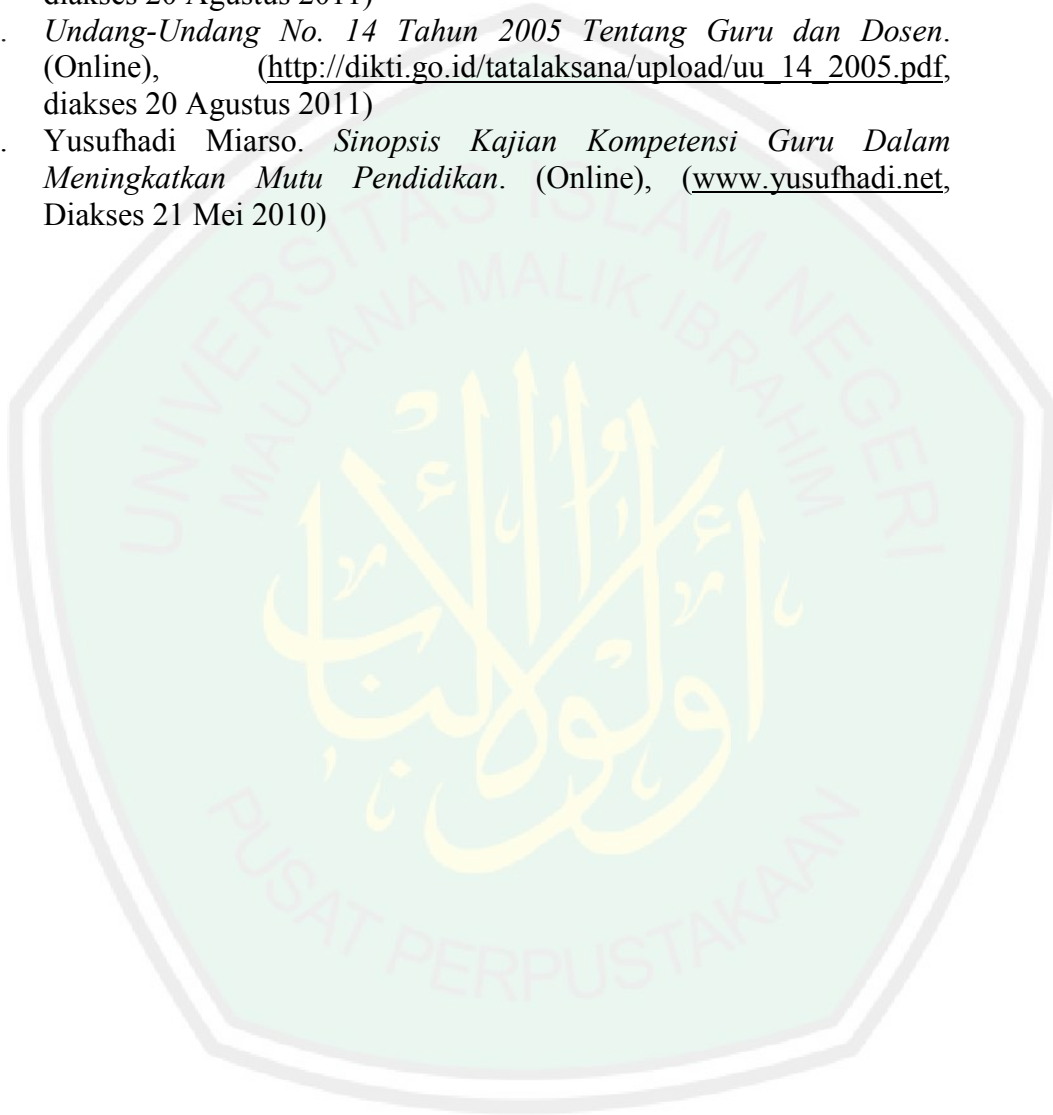 diakses 20 Agustus 2011)
. Undang-Undang No. 14 Tahun 2005 Tentang Guru dan Dosen.
(Online), (http://dikti.go.id/tatalaksana/upload/uu_14_2005.pdf,
diakses 20 Agustus 2011)
. Yusufhadi Miarso. Sinopsis Kajian Kompetensi Guru Dalam
Meningkatkan Mutu Pendidikan. (Online), (www.yusufhadi.net,
Diakses 21 Mei 2010)
UNIVERSITAS ISLAM NEGERI
MAULANA MALIK IBRAHIM
أولوا الألباب
PUSAT PERPUSTAKAAN